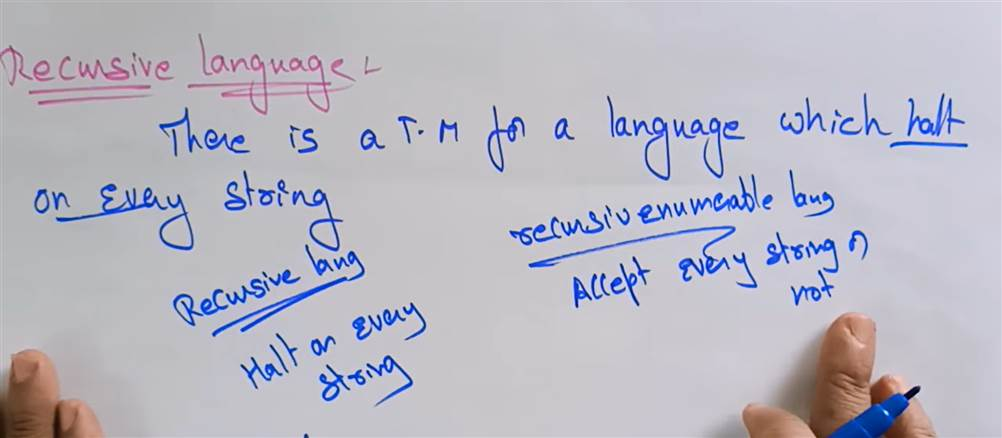 Recursive language :-
There is a T.M for a language which halt
on every string
Recursive lang
Halt on every
string
recursiv enumerable lang
Accept every string or
not